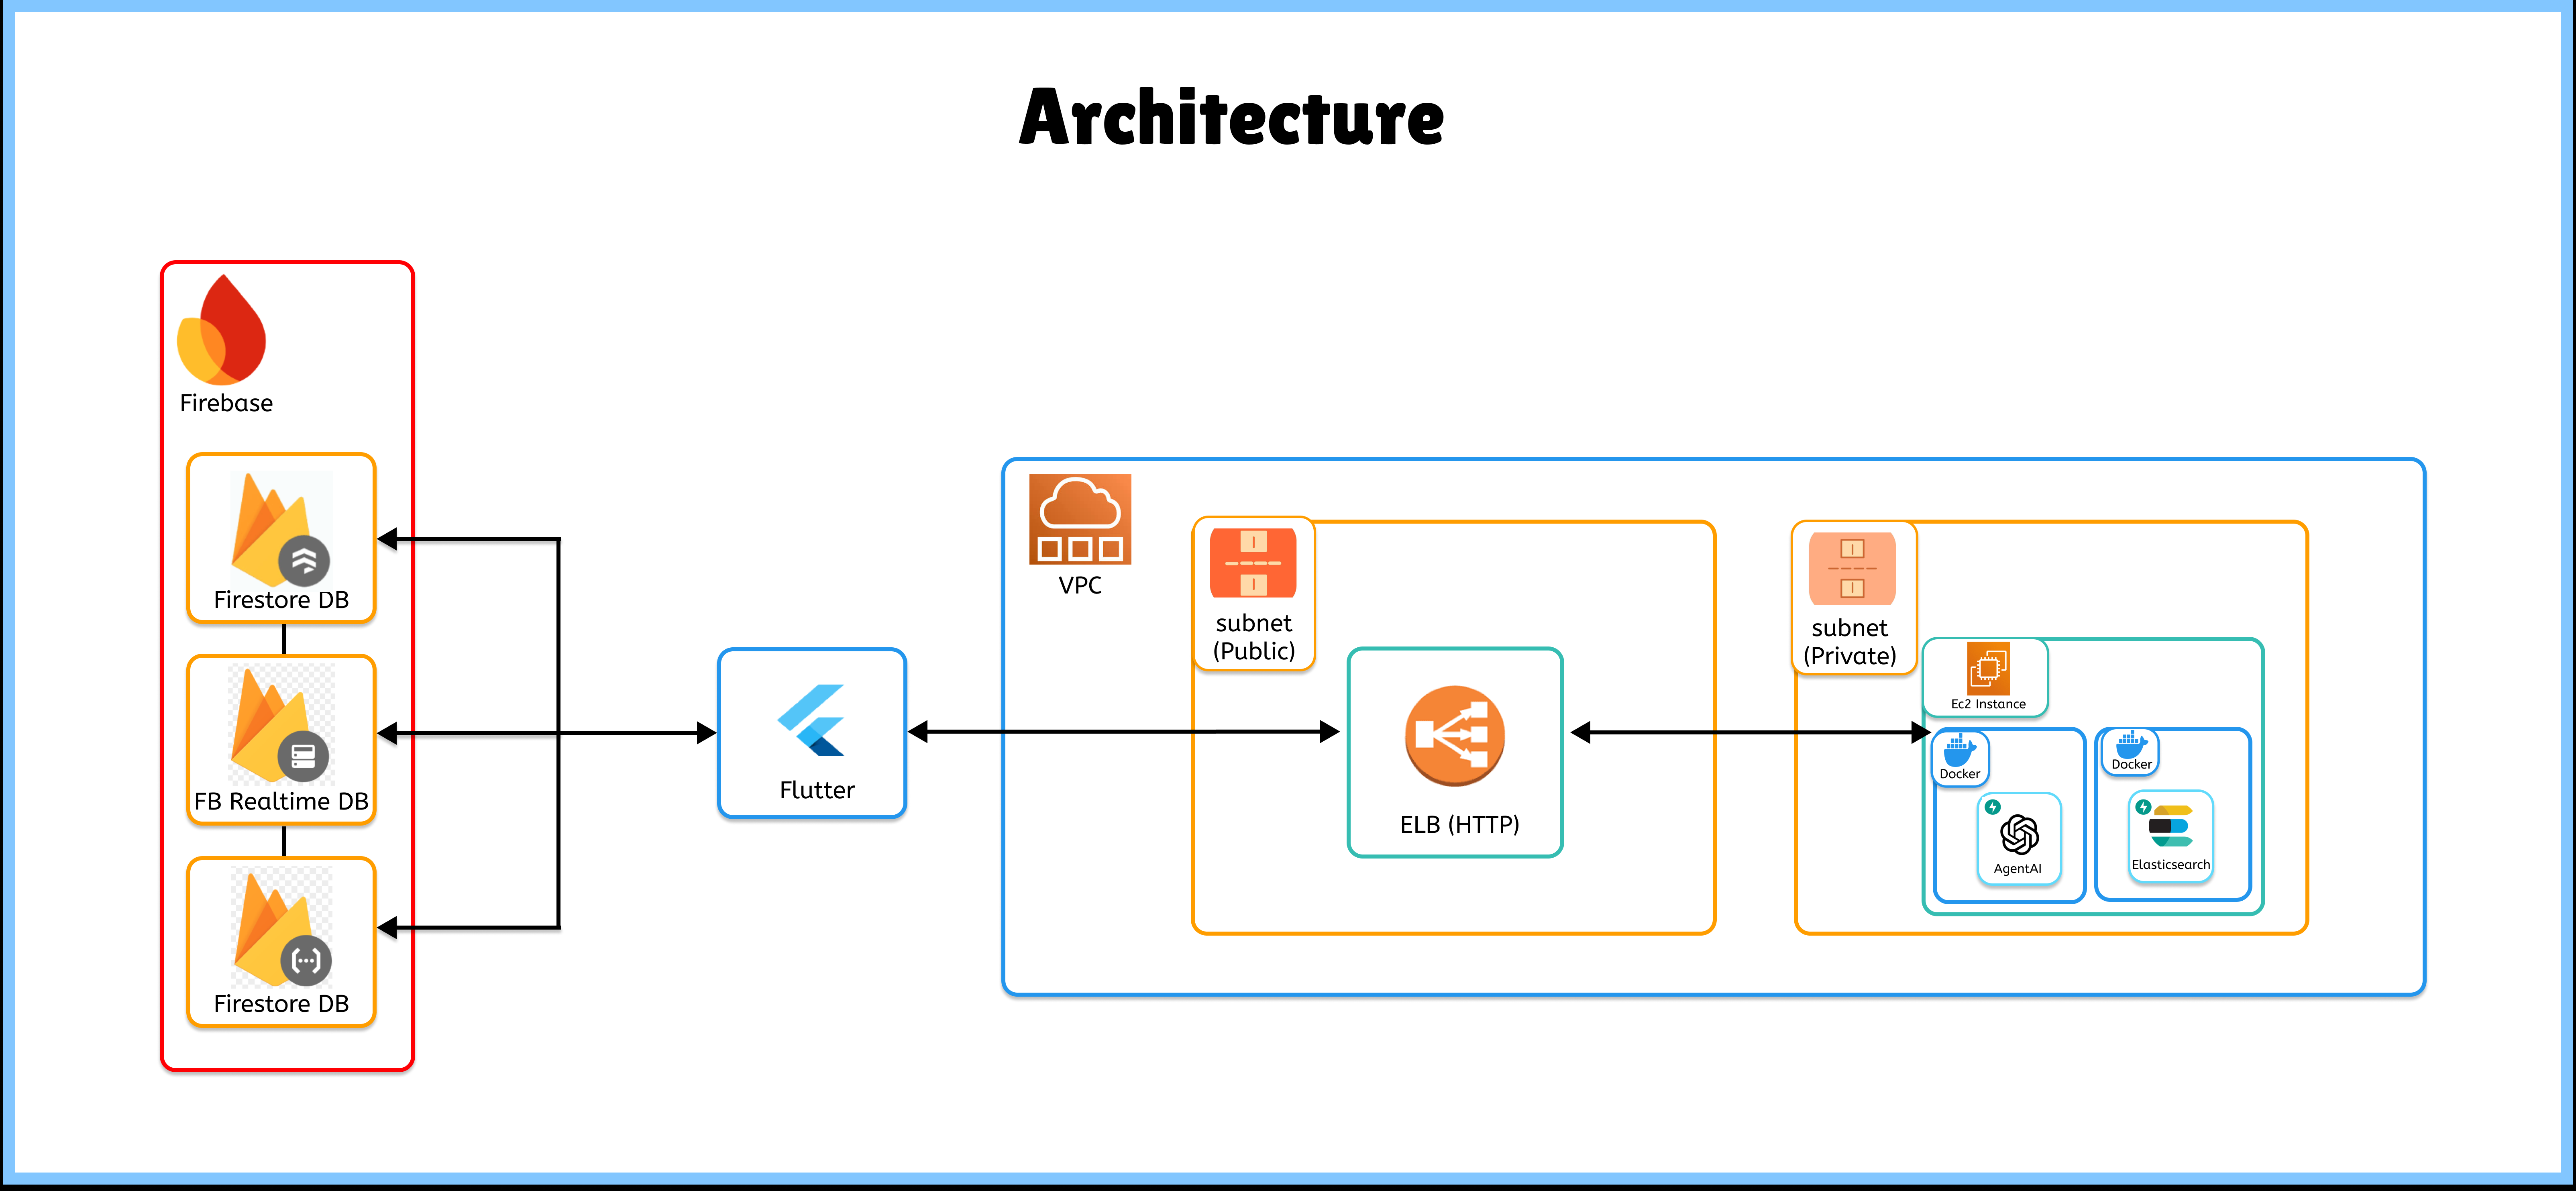 Architecture
Firebase
Firestore DB
FB Realtime DB
Firestore DB
Flutter
VPC
subnet
(Public)
ELB (HTTP)
subnet
(Private)
Ec2 Instance
Docker
AgentAI
Docker
Elasticsearch